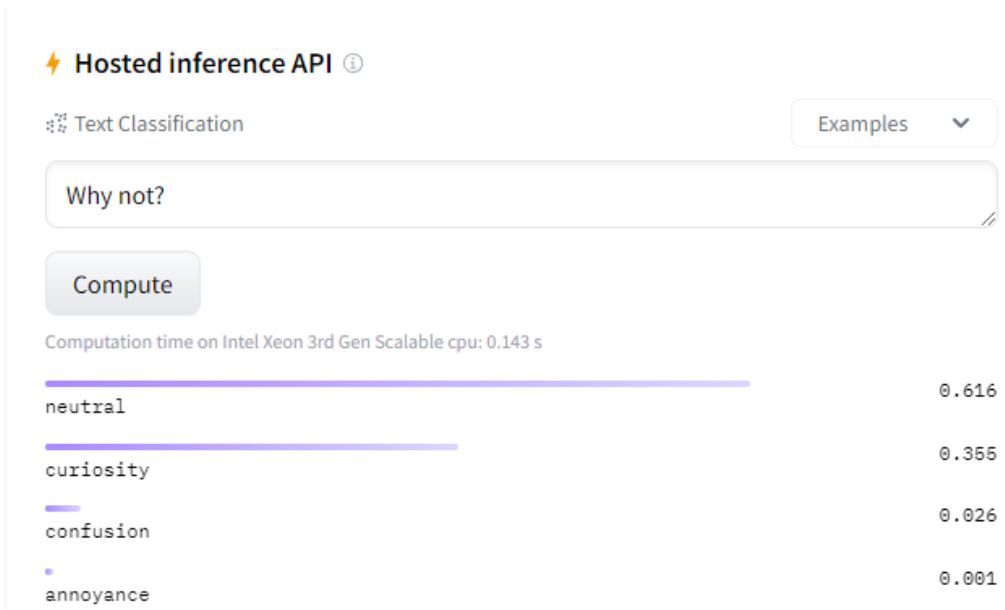 Hosted inference API
Text Classification
Examples
Why not?
Compute
Computation time on Intel Xeon 3rd Gen Scalable cpu: 0.143 s
neutral 0.616
curiosity 0.355
confusion 0.026
annoyance 0.001